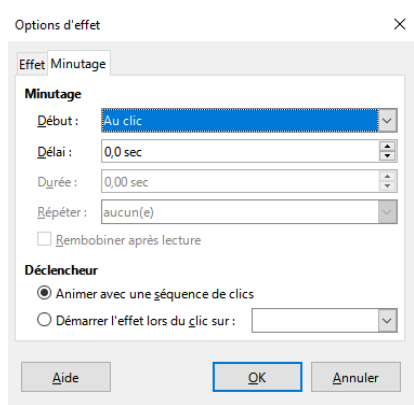 Options d'effet
Effet Minutage
Minutage
Début : Au clic
Délai : 0,0 sec
Durée : 0,00 sec
Répéter : aucun(e)
Rembobiner après lecture
Déclencheur
Animer avec une séquence de clics
Démarrer l'effet lors du clic sur :
Aide OK Annuler